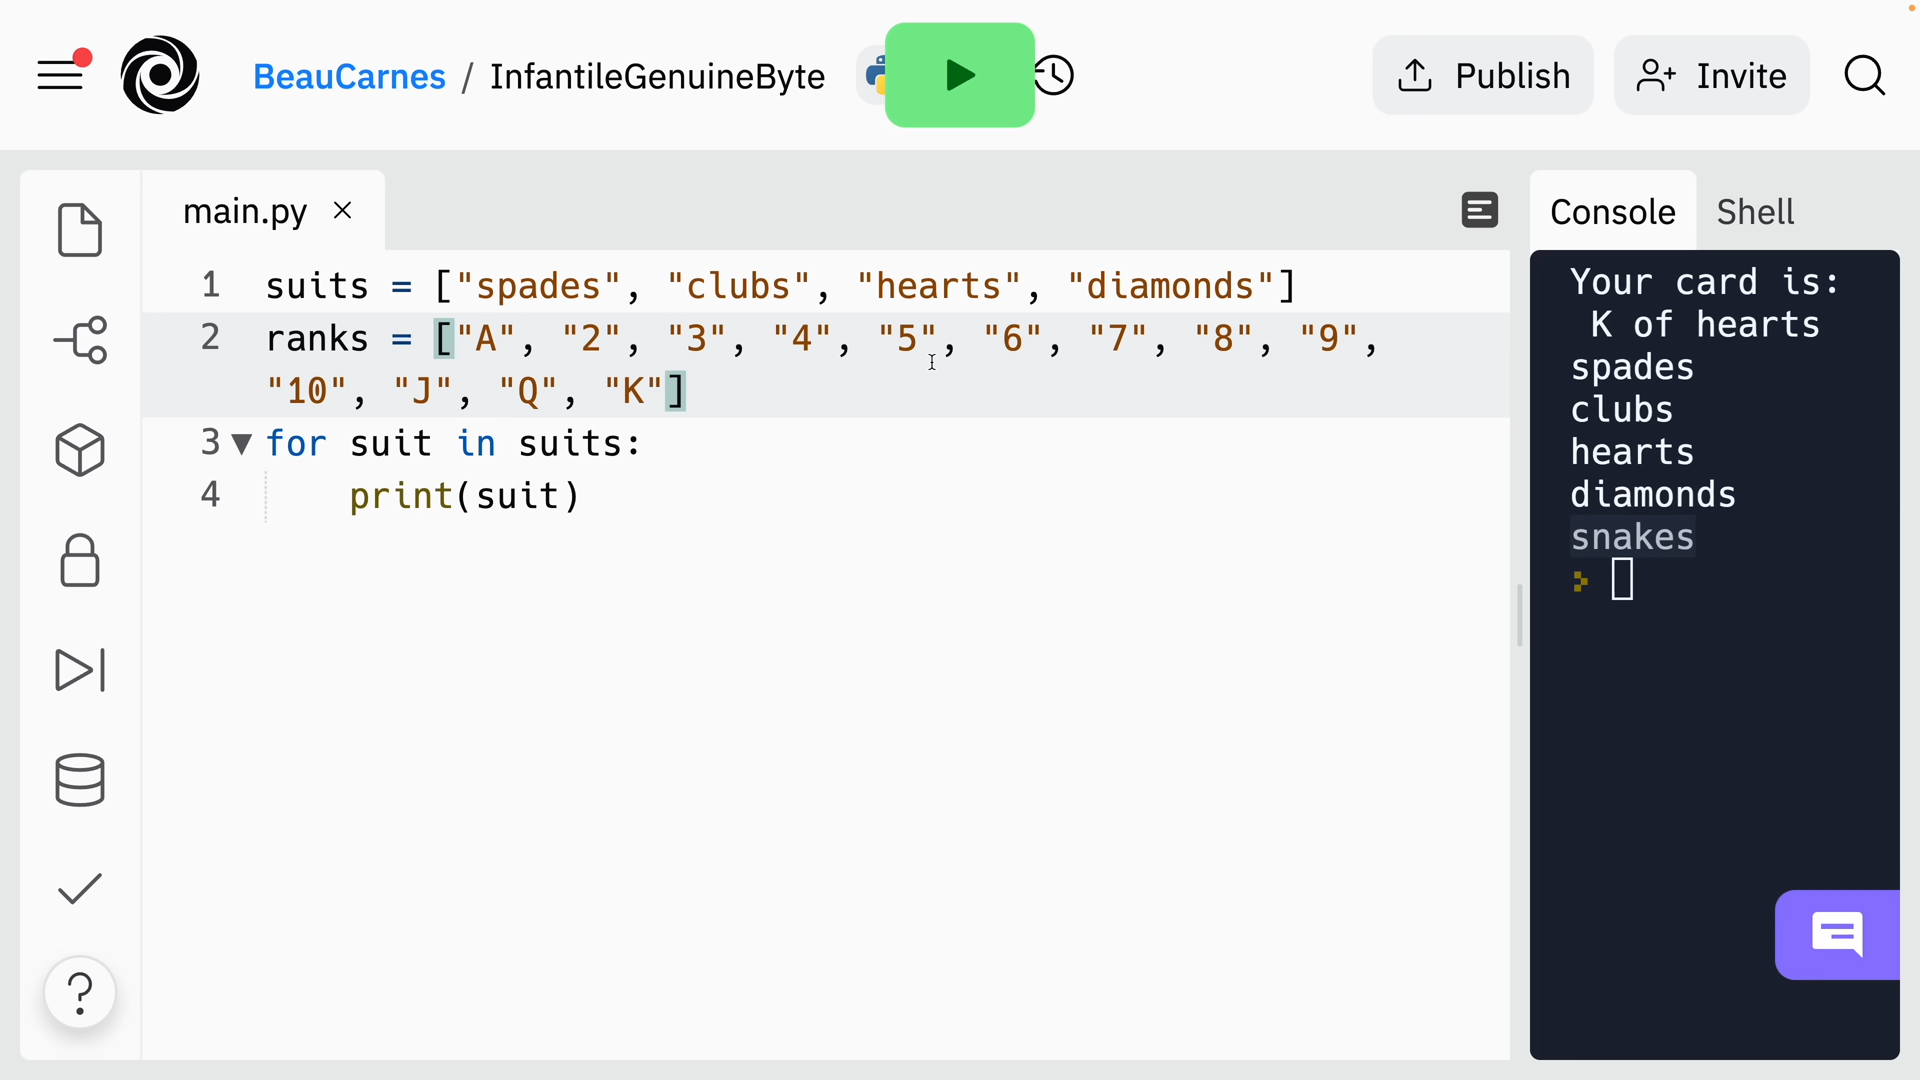 BeauCarnes / InfantileGenuineByte
Publish
Invite
main.py
Console
Shell
1 suits = ["spades", "clubs", "hearts", "diamonds"]
2 ranks = ["A", "2", "3", "4", "5", "6", "7", "8", "9",
"10", "J", "Q", "K"]
3 for suit in suits:
4 print(suit)
Your card is:
K of hearts
spades
clubs
hearts
diamonds
snakes
?